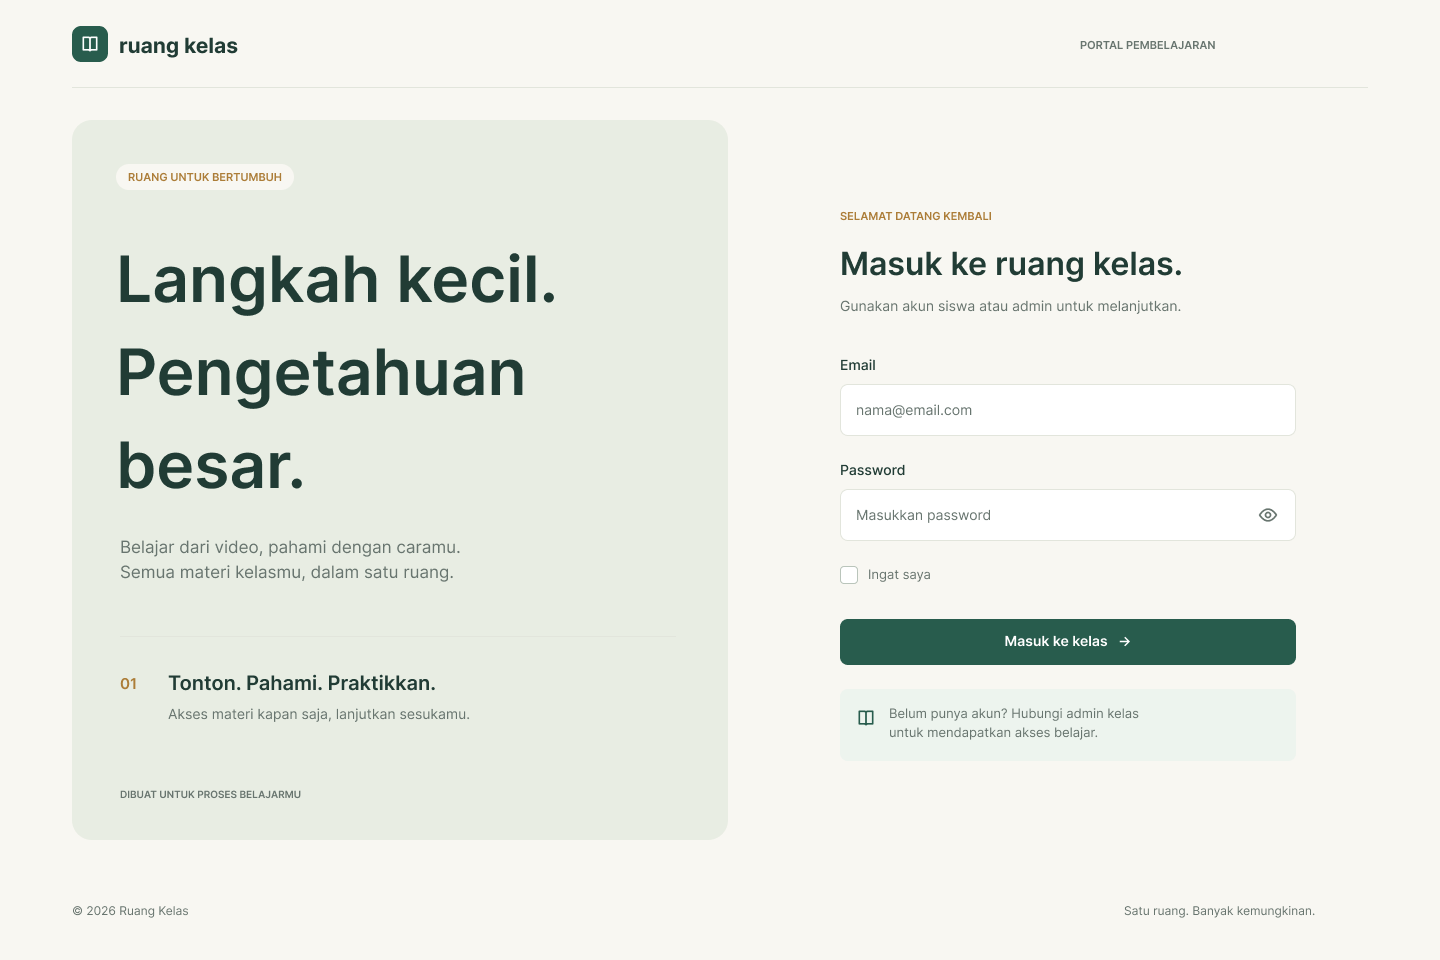 ruang kelas
PORTAL PEMBELAJARAN
RUANG UNTUK BERTUMBUH
Langkah kecil.
Pengetahuan
besar.
Belajar dari video, pahami dengan caramu.
Semua materi kelasmu, dalam satu ruang.
01
Tonton. Pahami. Praktikkan.
Akses materi kapan saja, lanjutkan sesukamu.
DIBUAT UNTUK PROSES BELAJARMU
SELAMAT DATANG KEMBALI
Masuk ke ruang kelas.
Gunakan akun siswa atau admin untuk melanjutkan.
Email
nama@email.com
Password
Masukkan password
Ingat saya
Masuk ke kelas →
Belum punya akun? Hubungi admin kelas
untuk mendapatkan akses belajar.
© 2026 Ruang Kelas
Satu ruang. Banyak kemungkinan.